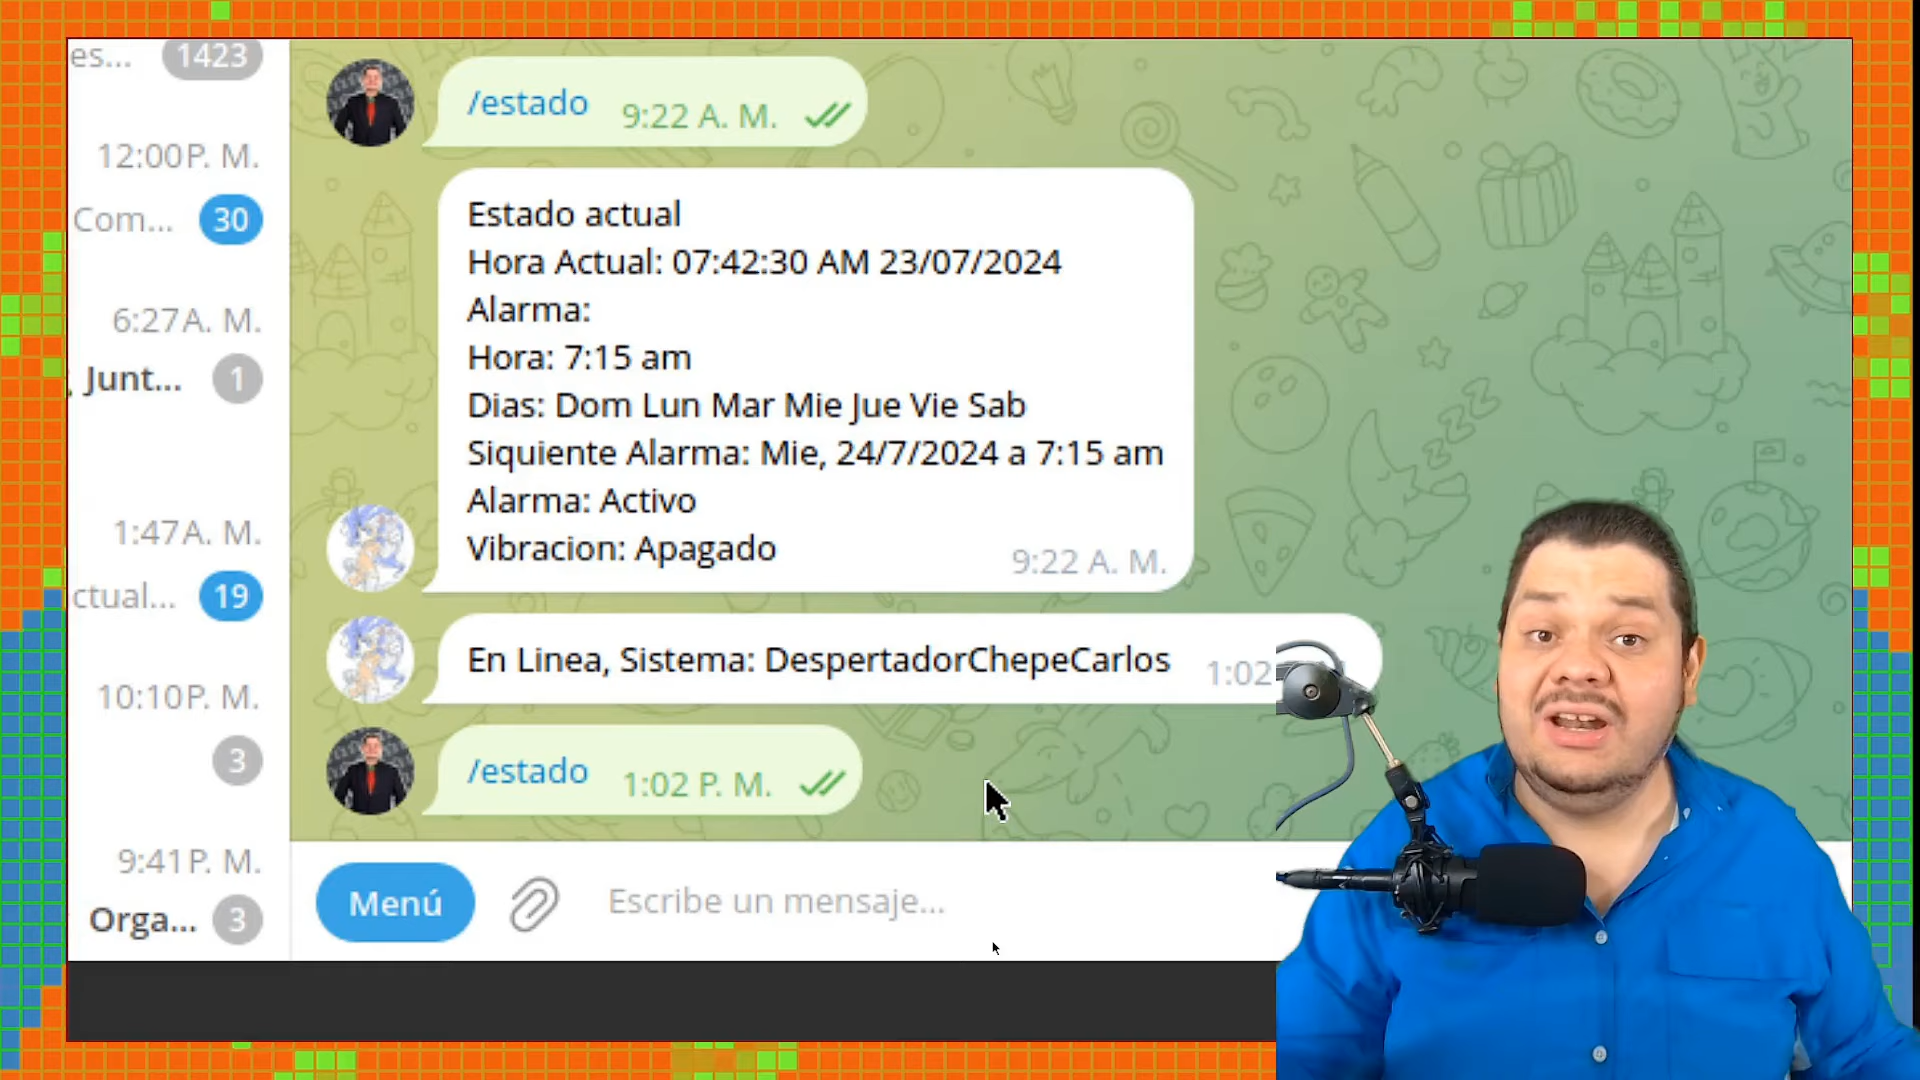 es... 1423
12:00P. M.
Com... 30
6:27A. M.
Junt... 1
1:47A. M.
ctual... 19
10:10P. M.
3
9:41P. M.
Orga... 3
/estado 9:22 A. M.
Estado actual
Hora Actual: 07:42:30 AM 23/07/2024
Alarma:
Hora: 7:15 am
Dias: Dom Lun Mar Mie Jue Vie Sab
Siquiente Alarma: Mie, 24/7/2024 a 7:15 am
Alarma: Activo
Vibracion: Apagado
9:22 A. M.
En Linea, Sistema: DespertadorChepeCarlos 1:02
/estado 1:02 P. M.
Menú
Escribe un mensaje...